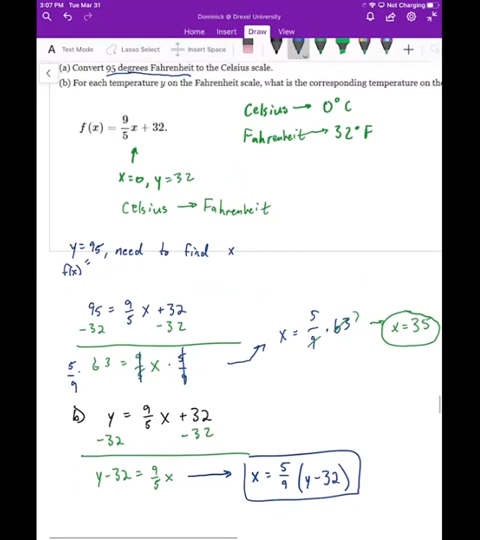 3:07 PM Tue Mar 31
Not Charging
Dominick @ Drexel University
Home Insert Draw View
Text Mode Lasso Select Insert Space
(a) Convert 95 degrees Fahrenheit to the Celsius scale.
(b) For each temperature y on the Fahrenheit scale, what is the corresponding temperature on the
Celsius → 0°C
Fahrenheit → 32°F
f(x) = 9/5 x + 32.
x=0, y=32
Celsius → Fahrenheit
y=95, need to find x
f(x) =
95 = 9/5 x + 32
-32 -32
5/9 · 63 = 9/5 x · 5/9
x = 5/9 · 63 7 → x=35
b) y = 9/5 x + 32
-32 -32
y-32 = 9/5 x → x = 5/9 (y-32)